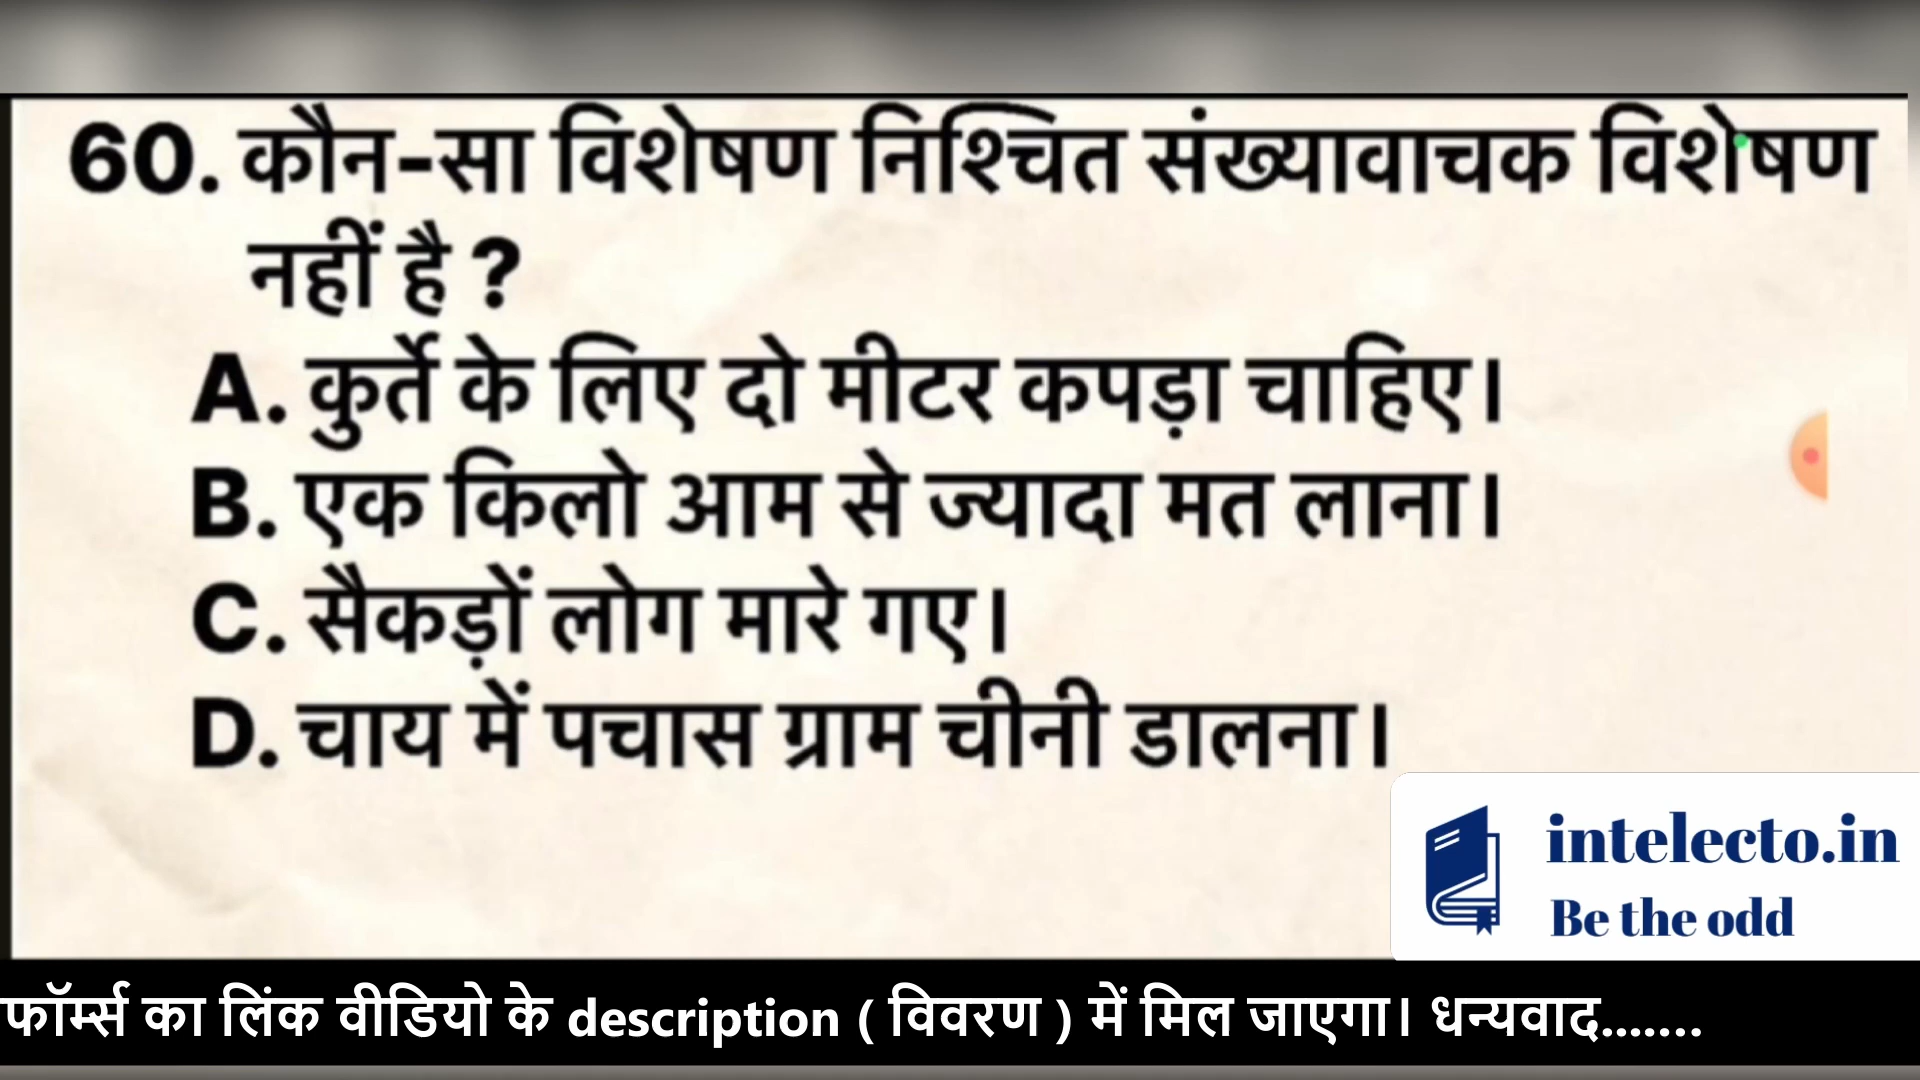 60. कौन-सा विशेषण निश्चित संख्यावाचक विशेषण
नहीं है ?
A. कुर्ते के लिए दो मीटर कपड़ा चाहिए।
B. एक किलो आम से ज्यादा मत लाना।
C. सैकड़ों लोग मारे गए।
D. चाय में पचास ग्राम चीनी डालना।
intelecto.in
Be the odd
फॉर्म्स का लिंक वीडियो के description ( विवरण ) में मिल जाएगा। धन्यवाद.......